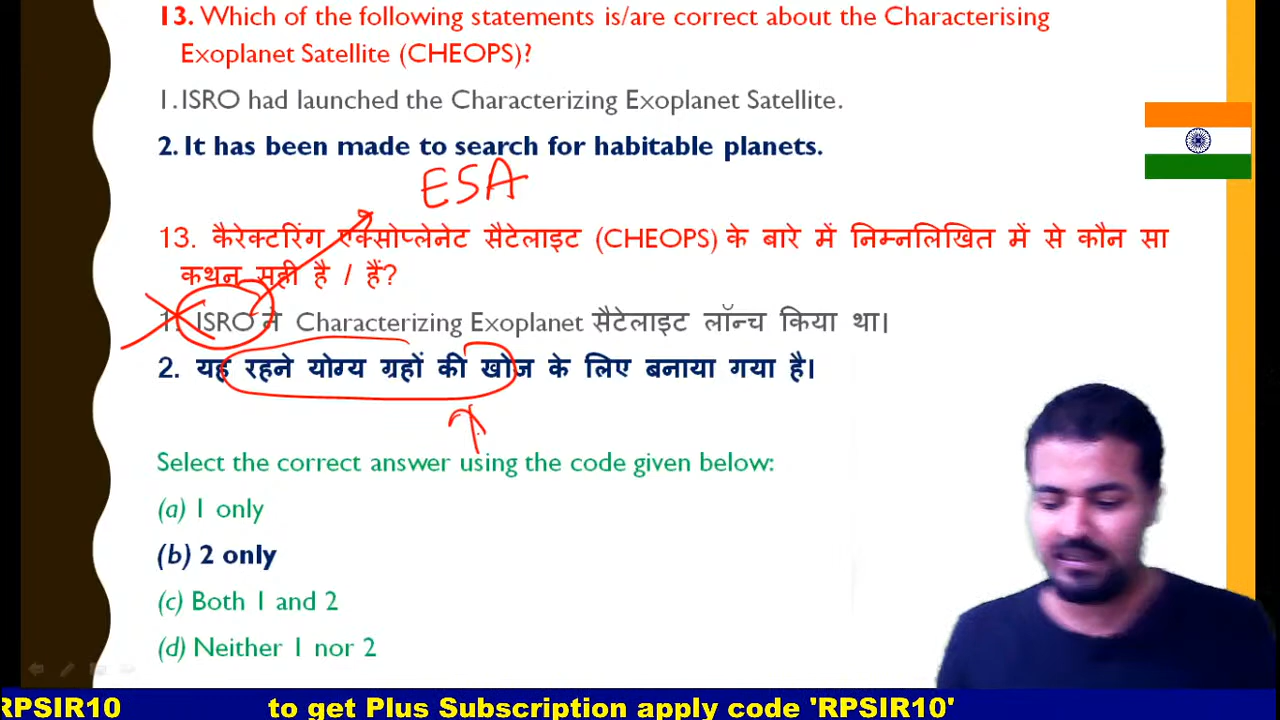 13. Which of the following statements is/are correct about the Characterising
Exoplanet Satellite (CHEOPS)?
1. ISRO had launched the Characterizing Exoplanet Satellite.
2. It has been made to search for habitable planets.
ESA
13. कैरेक्टरिंग एक्सोप्लेनेट सैटेलाइट (CHEOPS) के बारे में निम्नलिखित में से कौन सा
कथन सही है / हैं?
1. ISRO ने Characterizing Exoplanet सैटेलाइट लॉन्च किया था।
2. यह रहने योग्य ग्रहों की खोज के लिए बनाया गया है।
Select the correct answer using the code given below:
(a) 1 only
(b) 2 only
(c) Both 1 and 2
(d) Neither 1 nor 2
RPSIR10 to get Plus Subscription apply code 'RPSIR10'